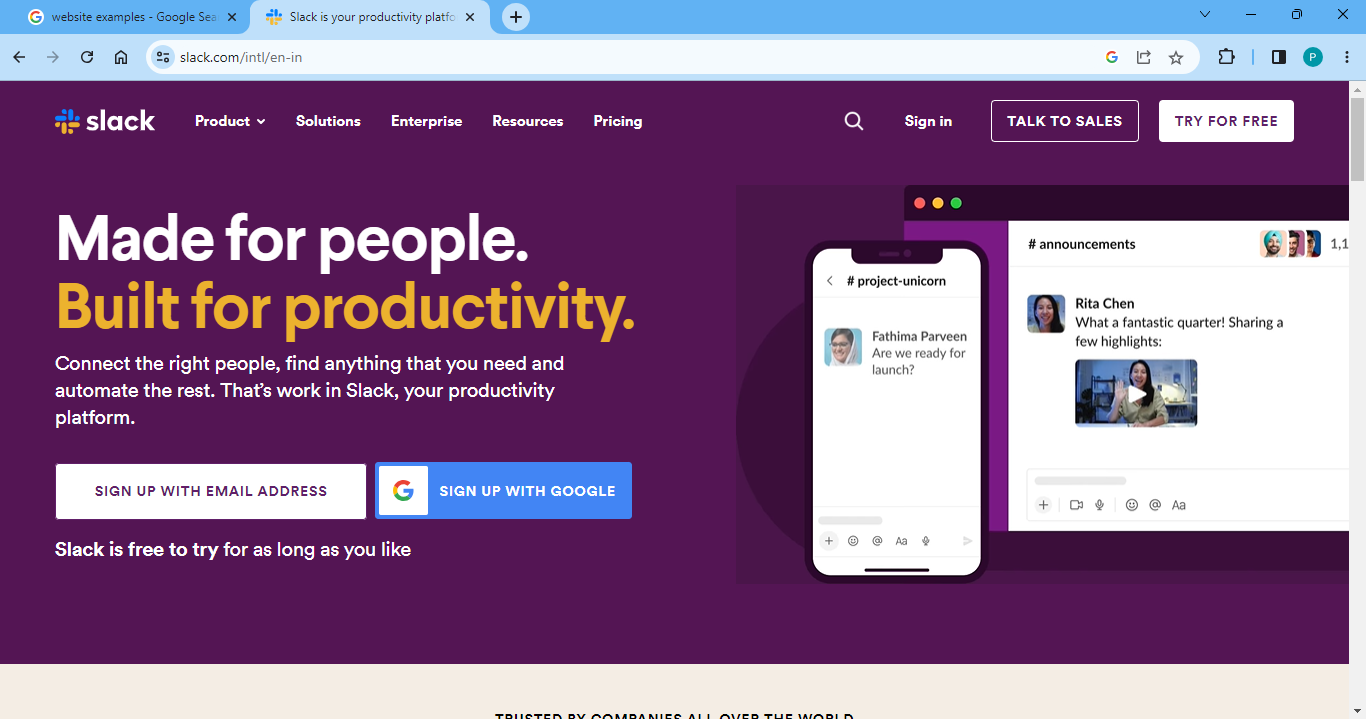 website examples - Google Sea
Slack is your productivity platfo
slack.com/intl/en-in
P
slack
Product
Solutions
Enterprise
Resources
Pricing
Sign in
TALK TO SALES
TRY FOR FREE
Made for people.
Built for productivity.
Connect the right people, find anything that you need and
automate the rest. That’s work in Slack, your productivity
platform.
SIGN UP WITH EMAIL ADDRESS
SIGN UP WITH GOOGLE
Slack is free to try for as long as you like
# project-unicorn
Fathima Parveen
Are we ready for
launch?
@ Aa
# announcements
1,1
Rita Chen
What a fantastic quarter! Sharing a
few highlights:
@ Aa
TRUSTED BY COMPANIES ALL OVER THE WORLD